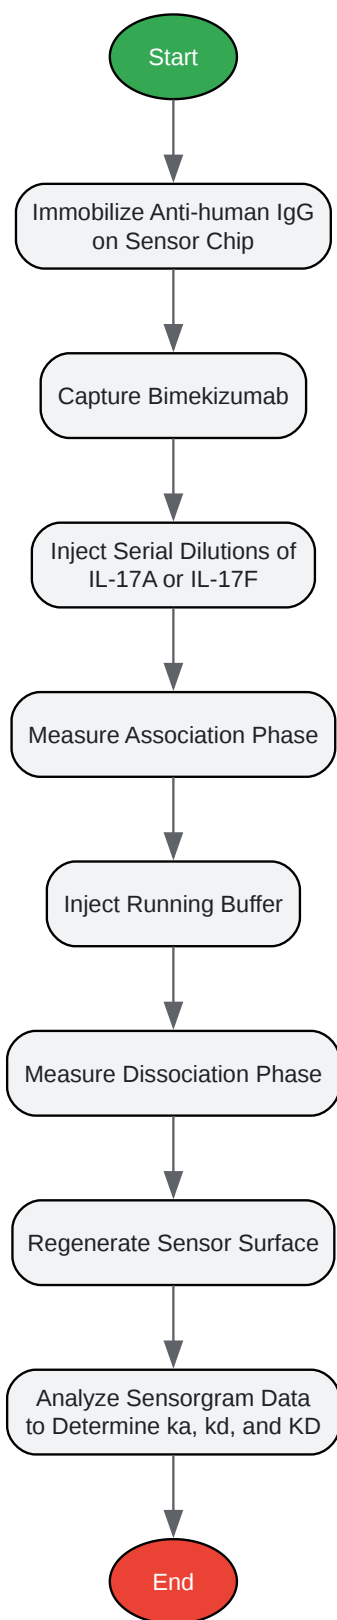 Start
Immobilize Anti-human IgG
on Sensor Chip
Capture Bimekizumab
Inject Serial Dilutions of
IL-17A or IL-17F
Measure Association Phase
Inject Running Buffer
Measure Dissociation Phase
Regenerate Sensor Surface
Analyze Sensorgram Data
to Determine ka, kd, and KD
End